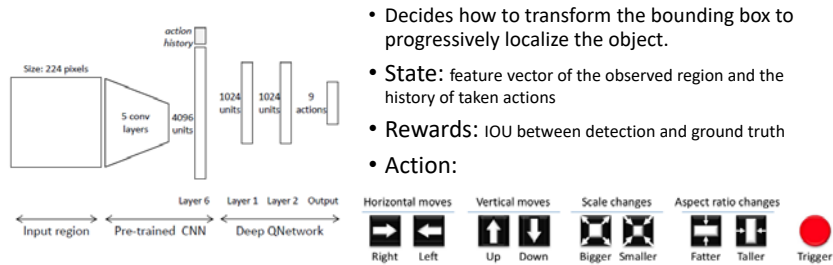 action
history
Size: 224 pixels
5 conv
layers
4096
units
1024
units
1024
units
9
actions
Layer 6
Layer 1
Layer 2
Output
Input region
Pre-trained CNN
Deep QNetwork
• Decides how to transform the bounding box to
progressively localize the object.
• State: feature vector of the observed region and the
history of taken actions
• Rewards: IOU between detection and ground truth
• Action:
Horizontal moves
Vertical moves
Scale changes
Aspect ratio changes
Right
Left
Up
Down
Bigger
Smaller
Fatter
Taller
Trigger